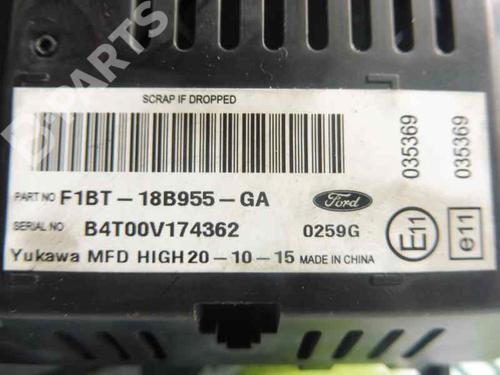 SCRAP IF DROPPED
PART NO F1BT-18B955-GA
Ford
SERIAL NO B4T00V174362
0259G
Yukawa MFD HIGH 20-10-15 MADE IN CHINA
035369
035369
E11
e11
B-PARTS